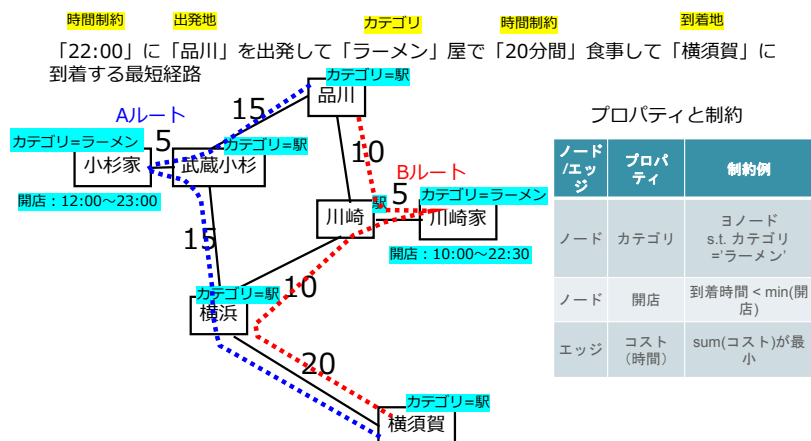 時間制約
出発地
カテゴリ
時間制約
到着地
「22:00」に「品川」を出発して「ラーメン」屋で「20分間」食事して「横須賀」に
到着する最短経路
カテゴリ=駅
品川
Aルート
15
プロパティと制約
カテゴリ=ラーメン
5
カテゴリ=駅
小杉家
武蔵小杉
10
Bルート
開店：12:00～23:00
5
カテゴリ=ラーメン
川崎
駅
川崎家
15
開店：10:00～22:30
カテゴリ=駅
10
横浜
20
カテゴリ=駅
横須賀
ノード
/エッ
ジ
プロパ
ティ
制約例
ノード
カテゴリ
∃ノード
s.t. カテゴリ
='ラーメン'
ノード
開店
到着時間 < min(開
店)
エッジ
コスト
（時間）
sum(コスト)が最
小